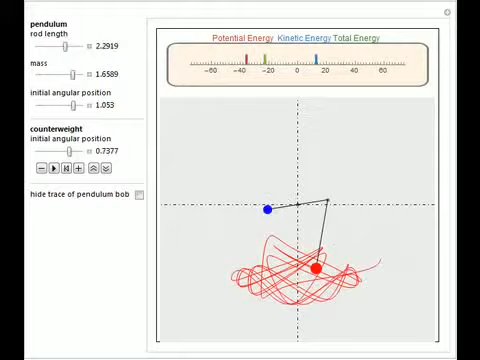 pendulum
rod length
2.2919
mass
1.6589
initial angular position
1.053
counterweight
initial angular position
0.7377
hide trace of pendulum bob
Potential Energy Kinetic Energy Total Energy
-60 -40 -20 0 20 40 60